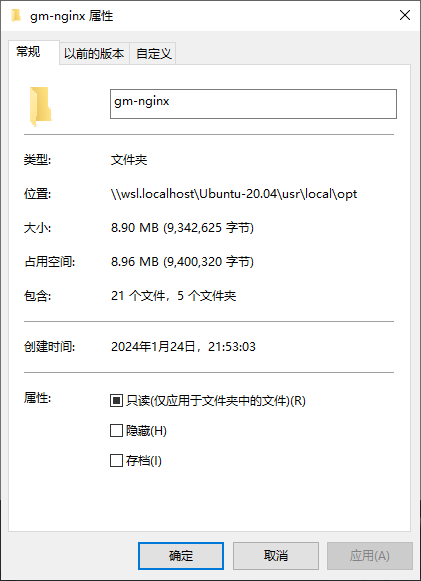 gm-nginx 属性
常规 以前的版本 自定义
gm-nginx
类型: 文件夹
位置: \\wsl.localhost\Ubuntu-20.04\usr\local\opt
大小: 8.90 MB (9,342,625 字节)
占用空间: 8.96 MB (9,400,320 字节)
包含: 21 个文件，5 个文件夹
创建时间: 2024年1月24日，21:53:03
属性: 只读(仅应用于文件夹中的文件)(R)
隐藏(H)
存档(I)
确定 取消 应用(A)